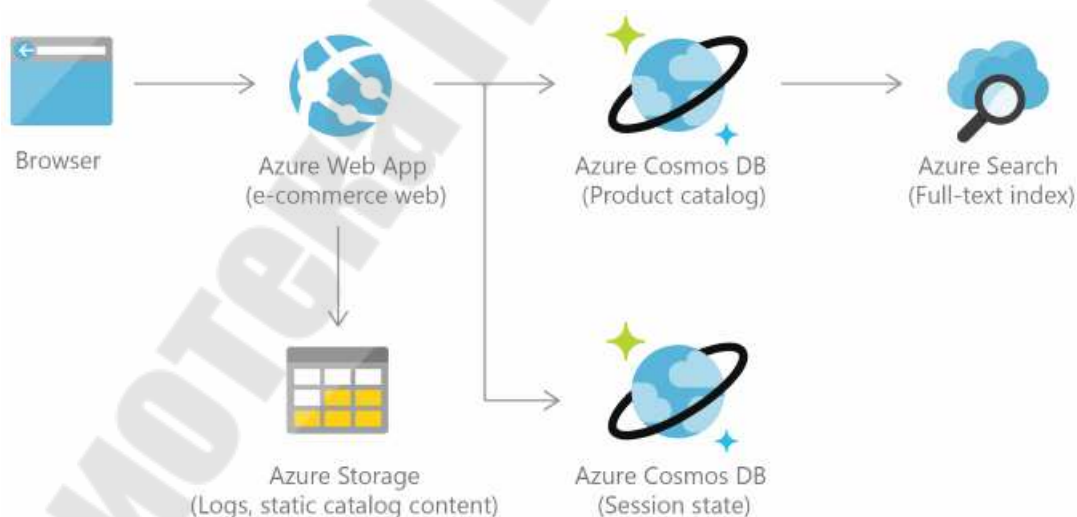 Browser
Azure Web App
(e-commerce web)
Azure Cosmos DB
(Product catalog)
Azure Search
(Full-text index)
Azure Storage
(Logs, static catalog content)
Azure Cosmos DB
(Session state)